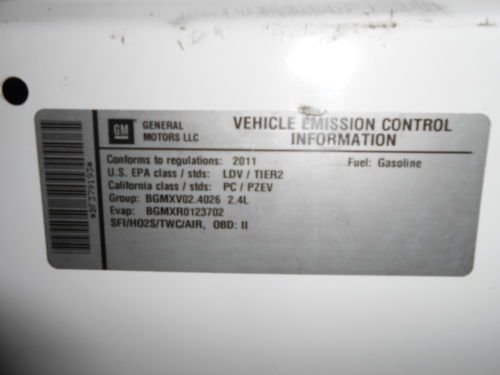 GM
GENERAL
MOTORS LLC
VEHICLE EMISSION CONTROL
INFORMATION
Conforms to regulations: 2011 Fuel: Gasoline
U.S. EPA class / stds: LDV / TIER2
California class / stds: PC / PZEV
Group: BGMXV02.4026 2.4L
Evap: BGMXR0123702
SFI/HO2S/TWC/AIR, OBD: II
*BF379193*